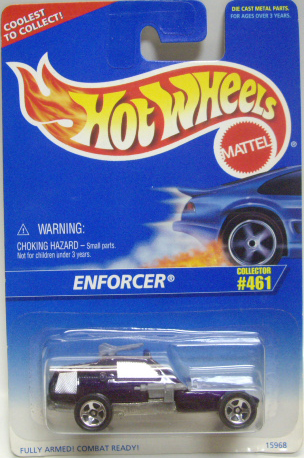 COOLEST
TO COLLECT!
DIE CAST METAL PARTS.
FOR AGES OVER 3 YEARS.
HOT WHEELS
MATTEL
WARNING:
CHOKING HAZARD – Small parts.
Not for children under 3 years.
ENFORCER®
COLLECTOR
#461
FULLY ARMED! COMBAT READY!
15968